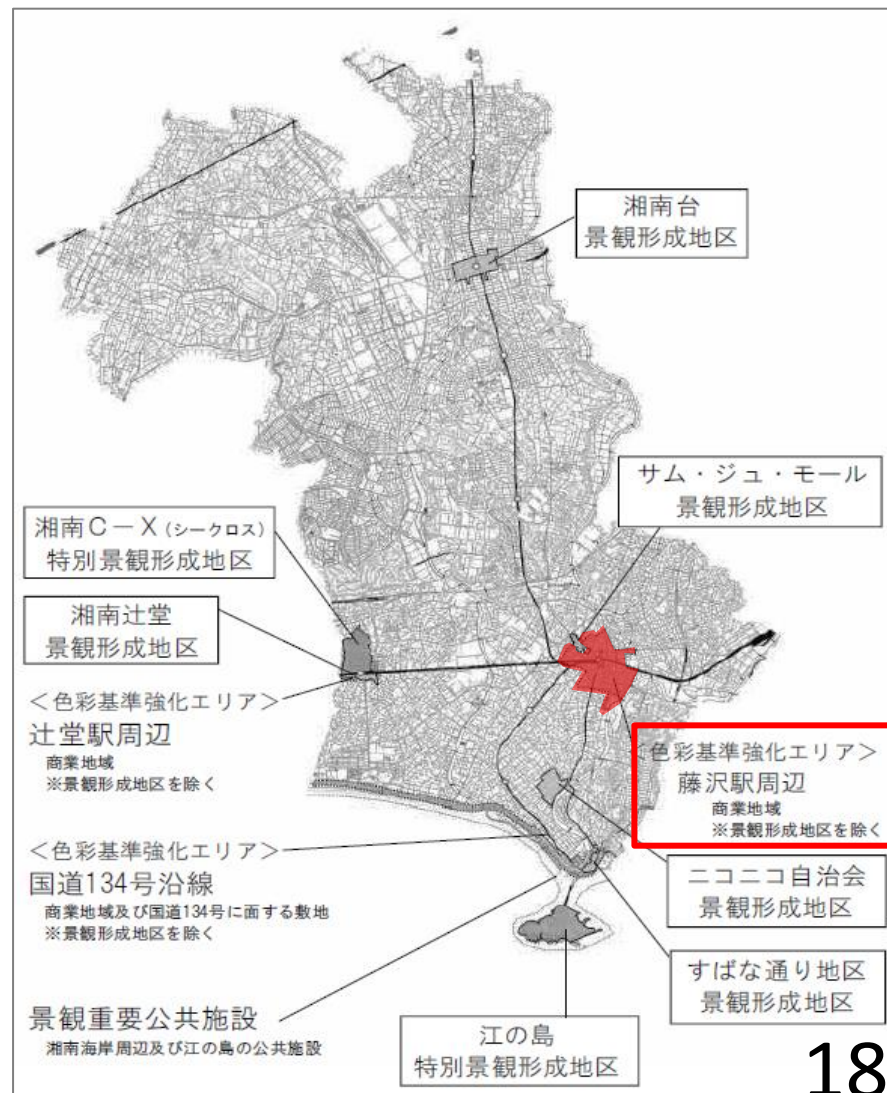 湘南台
景観形成地区
サム・ジュ・モール
景観形成地区
湘南C-X(シークロス)
特別景観形成地区
湘南辻堂
景観形成地区
<色彩基準強化エリア>
辻堂駅周辺
商業地域
※景観形成地区を除く
<色彩基準強化エリア>
藤沢駅周辺
商業地域
※景観形成地区を除く
<色彩基準強化エリア>
国道134号沿線
商業地域及び国道134号に面する敷地
※景観形成地区を除く
ニコニコ自治会
景観形成地区
すばな通り地区
景観形成地区
景観重要公共施設
湘南海岸周辺及び江の島の公共施設
江の島
特別景観形成地区
18